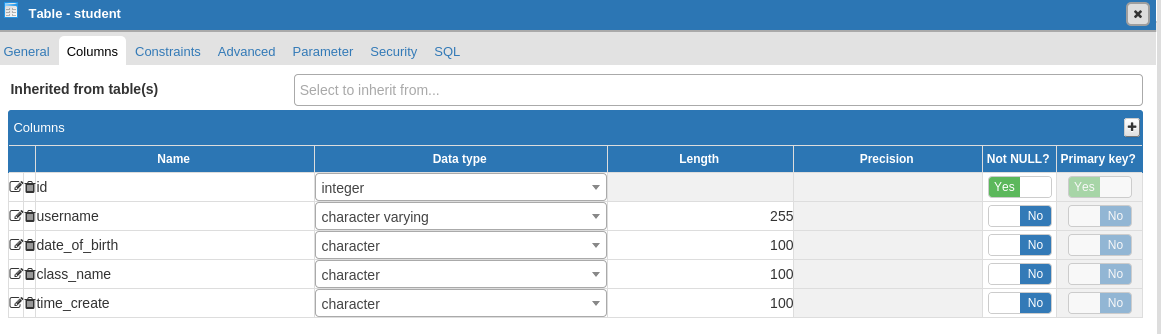 Table - student
General Columns Constraints Advanced Parameter Security SQL
Inherited from table(s) Select to inherit from...
Columns
Name Data type Length Precision Not NULL? Primary key?
id integer Yes Yes
username character varying 255 No No
date_of_birth character 100 No No
class_name character 100 No No
time_create character 100 No No